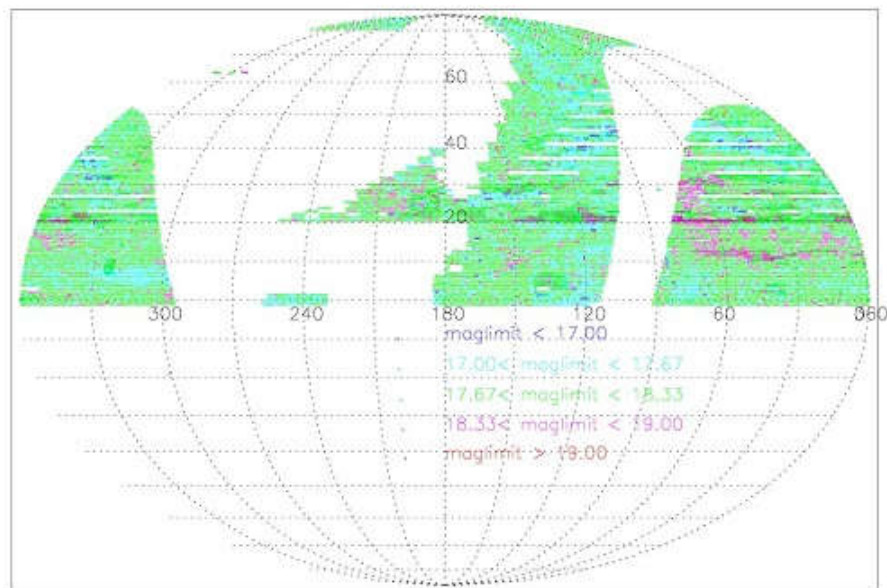 60
40
20
300 240 180 120 60 360
maglimit < 17.00
17.00< maglimit < 17.67
17.67< maglimit < 18.33
18.33< maglimit < 19.00
maglimit > 19.00